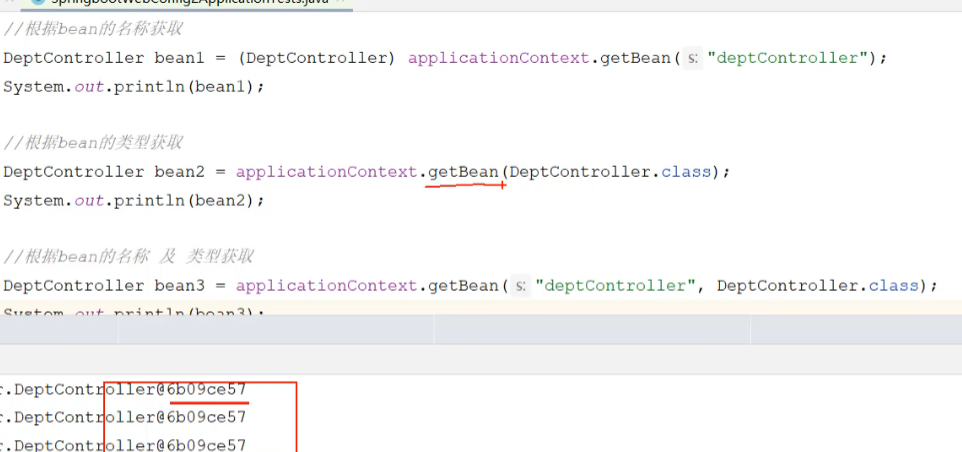 SpringbootWebConfig2ApplicationTests.java
//根据bean的名称获取
DeptController bean1 = (DeptController) applicationContext.getBean( s: "deptController");
System.out.println(bean1);
//根据bean的类型获取
DeptController bean2 = applicationContext.getBean(DeptController.class);
System.out.println(bean2);
//根据bean的名称 及 类型获取
DeptController bean3 = applicationContext.getBean( s: "deptController", DeptController.class);
System.out.println(bean3);
r.DeptController@6b09ce57
r.DeptController@6b09ce57
r.DeptController@6b09ce57